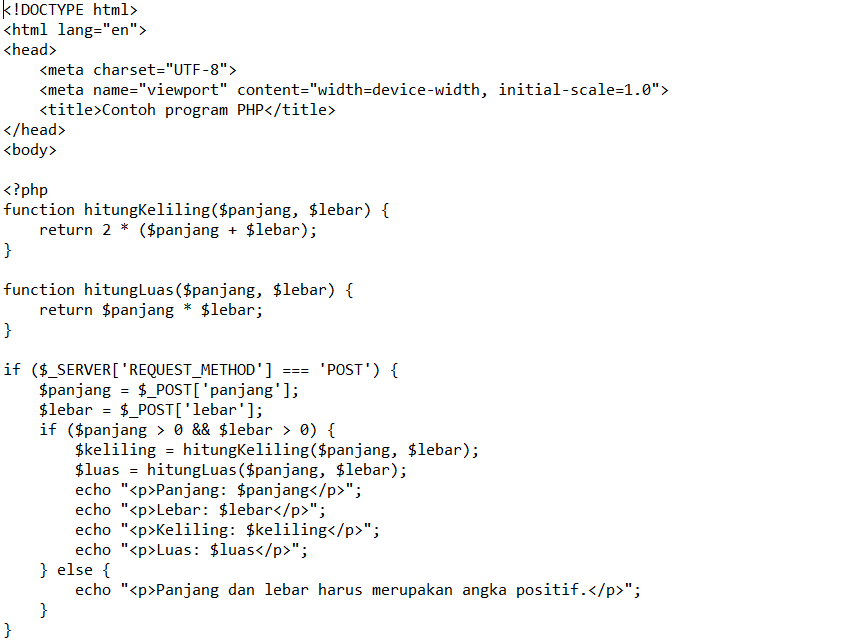 <!DOCTYPE html>
<html lang="en">
<head>
    <meta charset="UTF-8">
    <meta name="viewport" content="width=device-width, initial-scale=1.0">
    <title>Contoh program PHP</title>
</head>
<body>

<?php
function hitungKeliling($panjang, $lebar) {
    return 2 * ($panjang + $lebar);
}

function hitungLuas($panjang, $lebar) {
    return $panjang * $lebar;
}

if ($_SERVER['REQUEST_METHOD'] === 'POST') {
    $panjang = $_POST['panjang'];
    $lebar = $_POST['lebar'];
    if ($panjang > 0 && $lebar > 0) {
        $keliling = hitungKeliling($panjang, $lebar);
        $luas = hitungLuas($panjang, $lebar);
        echo "<p>Panjang: $panjang</p>";
        echo "<p>Lebar: $lebar</p>";
        echo "<p>Keliling: $keliling</p>";
        echo "<p>Luas: $luas</p>";
    } else {
        echo "<p>Panjang dan lebar harus merupakan angka positif.</p>";
    }
}